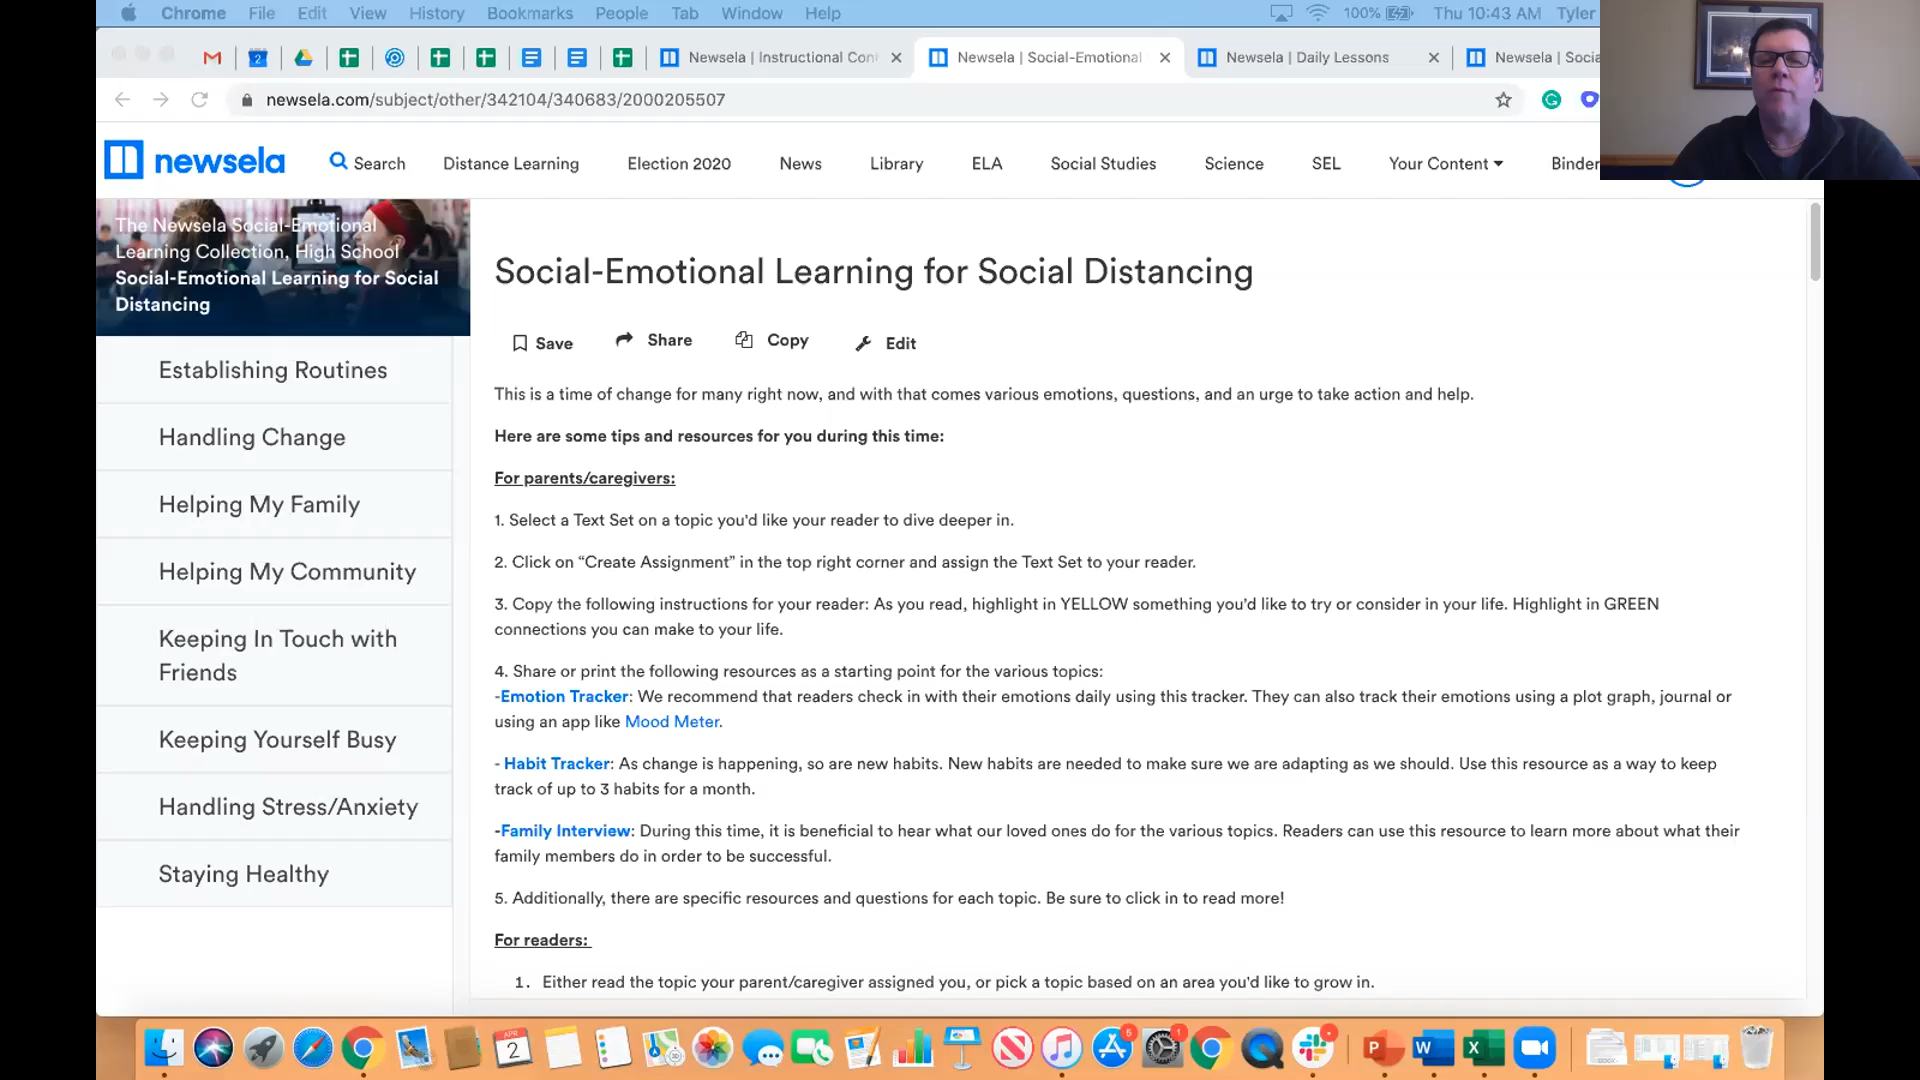 Chrome File Edit View History Bookmarks People Tab Window Help 100% Thu 10:43 AM Tyler
2 Newsela | Instructional Con Newsela | Social-Emotional Newsela | Daily Lessons Newsela | Socia
newsela.com/subject/other/342104/340683/2000205507
newsela Search Distance Learning Election 2020 News Library ELA Social Studies Science SEL Your Content Binder
The Newsela Social-Emotional
Learning Collection, High School
Social-Emotional Learning for Social
Distancing
Establishing Routines
Handling Change
Helping My Family
Helping My Community
Keeping In Touch with
Friends
Keeping Yourself Busy
Handling Stress/Anxiety
Staying Healthy
Social-Emotional Learning for Social Distancing
Save Share Copy Edit
This is a time of change for many right now, and with that comes various emotions, questions, and an urge to take action and help.
Here are some tips and resources for you during this time:
For parents/caregivers:
1. Select a Text Set on a topic you'd like your reader to dive deeper in.
2. Click on “Create Assignment” in the top right corner and assign the Text Set to your reader.
3. Copy the following instructions for your reader: As you read, highlight in YELLOW something you'd like to try or consider in your life. Highlight in GREEN
connections you can make to your life.
4. Share or print the following resources as a starting point for the various topics:
-Emotion Tracker: We recommend that readers check in with their emotions daily using this tracker. They can also track their emotions using a plot graph, journal or
using an app like Mood Meter.
- Habit Tracker: As change is happening, so are new habits. New habits are needed to make sure we are adapting as we should. Use this resource as a way to keep
track of up to 3 habits for a month.
-Family Interview: During this time, it is beneficial to hear what our loved ones do for the various topics. Readers can use this resource to learn more about what their
family members do in order to be successful.
5. Additionally, there are specific resources and questions for each topic. Be sure to click in to read more!
For readers:
1. Either read the topic your parent/caregiver assigned you, or pick a topic based on an area you'd like to grow in.
APR
2
5
1
P W X